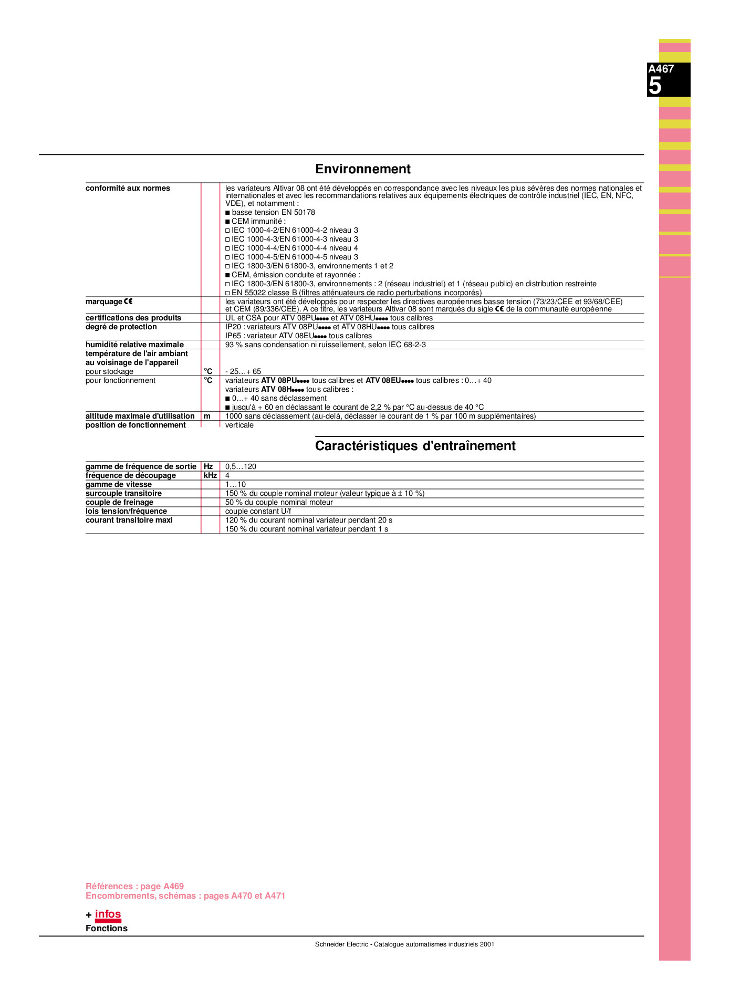 A467
5
Environnement
conformité aux normes les variateurs Altivar 08 ont été développés en correspondance avec les niveaux les plus sévères des normes nationales et
internationales et avec les recommandations relatives aux équipements électriques de contrôle industriel (IEC, EN, NFC,
VDE), et notamment :
■ basse tension EN 50178
■ CEM immunité :
□ IEC 1000-4-2/EN 61000-4-2 niveau 3
□ IEC 1000-4-3/EN 61000-4-3 niveau 3
□ IEC 1000-4-4/EN 61000-4-4 niveau 4
□ IEC 1000-4-5/EN 61000-4-5 niveau 3
□ IEC 1800-3/EN 61800-3, environnements 1 et 2
■ CEM, émission conduite et rayonnée :
□ IEC 1800-3/EN 61800-3, environnements : 2 (réseau industriel) et 1 (réseau public) en distribution restreinte
□ EN 55022 classe B (filtres atténuateurs de radio perturbations incorporés)
marquage CE les variateurs ont été développés pour respecter les directives européennes basse tension (73/23/CEE et 93/68/CEE)
et CEM (89/336/CEE). A ce titre, les variateurs Altivar 08 sont marqués du sigle CE de la communauté européenne
certifications des produits UL et CSA pour ATV 08PU●●●● et ATV 08HU●●●● tous calibres
degré de protection IP20 : variateurs ATV 08PU●●●● et ATV 08HU●●●● tous calibres
IP65 : variateur ATV 08EU●●●● tous calibres
humidité relative maximale 93 % sans condensation ni ruissellement, selon IEC 68-2-3
température de l'air ambiant
au voisinage de l'appareil
pour stockage °C - 25…+ 65
pour fonctionnement °C variateurs ATV 08PU●●●● tous calibres et ATV 08EU●●●● tous calibres : 0…+ 40
variateurs ATV 08H●●●● tous calibres :
■ 0…+ 40 sans déclassement
■ jusqu'à + 60 en déclassant le courant de 2,2 % par °C au-dessus de 40 °C
altitude maximale d'utilisation m 1000 sans déclassement (au-delà, déclasser le courant de 1 % par 100 m supplémentaires)
position de fonctionnement verticale
Caractéristiques d'entraînement
gamme de fréquence de sortie Hz 0,5…120
fréquence de découpage kHz 4
gamme de vitesse 1…10
surcouple transitoire 150 % du couple nominal moteur (valeur typique à ± 10 %)
couple de freinage 50 % du couple nominal moteur
lois tension/fréquence couple constant U/f
courant transitoire maxi 120 % du courant nominal variateur pendant 20 s
150 % du courant nominal variateur pendant 1 s
Références : page A469
Encombrements, schémas : pages A470 et A471
+ infos
Fonctions
Schneider Electric - Catalogue automatismes industriels 2001